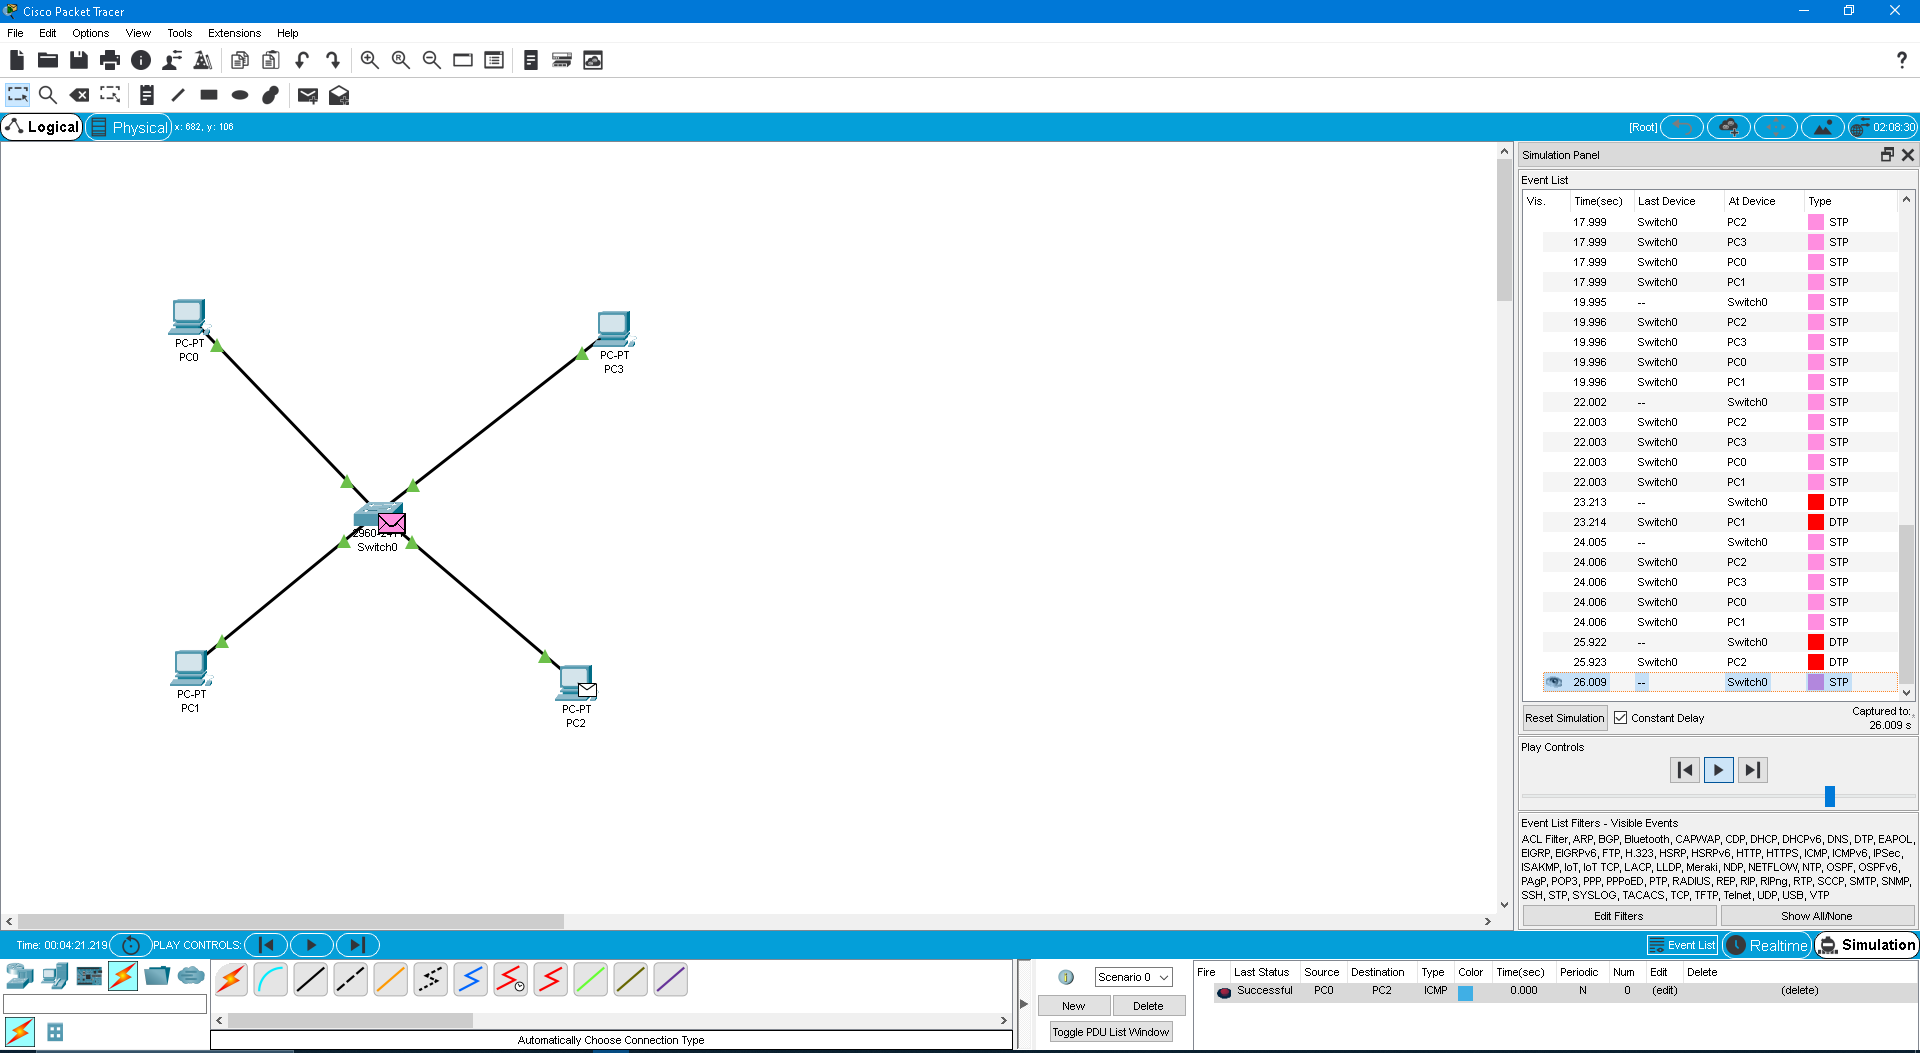 Cisco Packet Tracer
File Edit Options View Tools Extensions Help
Logical Physical x: 682, y: 106 [Root] 02:08:30
PC-PT
PC0
PC-PT
PC3
Switch0
PC-PT
PC1
PC-PT
PC2
Simulation Panel
Event List
Vis. Time(sec) Last Device At Device Type
17.999 Switch0 PC2 STP
17.999 Switch0 PC3 STP
17.999 Switch0 PC0 STP
17.999 Switch0 PC1 STP
19.995 -- Switch0 STP
19.996 Switch0 PC2 STP
19.996 Switch0 PC3 STP
19.996 Switch0 PC0 STP
19.996 Switch0 PC1 STP
22.002 -- Switch0 STP
22.003 Switch0 PC2 STP
22.003 Switch0 PC3 STP
22.003 Switch0 PC0 STP
22.003 Switch0 PC1 STP
23.213 -- Switch0 DTP
23.214 Switch0 PC1 DTP
24.005 -- Switch0 STP
24.006 Switch0 PC2 STP
24.006 Switch0 PC3 STP
24.006 Switch0 PC0 STP
24.006 Switch0 PC1 STP
25.922 -- Switch0 DTP
25.923 Switch0 PC2 DTP
26.009 -- Switch0 STP
Reset Simulation Constant Delay Captured to:
26.009 s
Play Controls
Event List Filters - Visible Events
ACL Filter, ARP, BGP, Bluetooth, CAPWAP, CDP, DHCP, DHCPv6, DNS, DTP, EAPOL,
EIGRP, EIGRPv6, FTP, H.323, HSRP, HSRPv6, HTTP, HTTPS, ICMP, ICMPv6, IPSec,
ISAKMP, IoT, IoT TCP, LACP, LLDP, Meraki, NDP, NETFLOW, NTP, OSPF, OSPFv6,
PAgP, POP3, PPP, PPPoED, PTP, RADIUS, REP, RIP, RIPng, RTP, SCCP, SMTP, SNMP,
SSH, STP, SYSLOG, TACACS, TCP, TFTP, Telnet, UDP, USB, VTP
Edit Filters Show All/None
Time: 00:04:21.219 PLAY CONTROLS: Event List Realtime Simulation
Scenario 0
New Delete
Toggle PDU List Window
Automatically Choose Connection Type
Fire Last Status Source Destination Type Color Time(sec) Periodic Num Edit Delete
Successful PC0 PC2 ICMP 0.000 N 0 (edit) (delete)